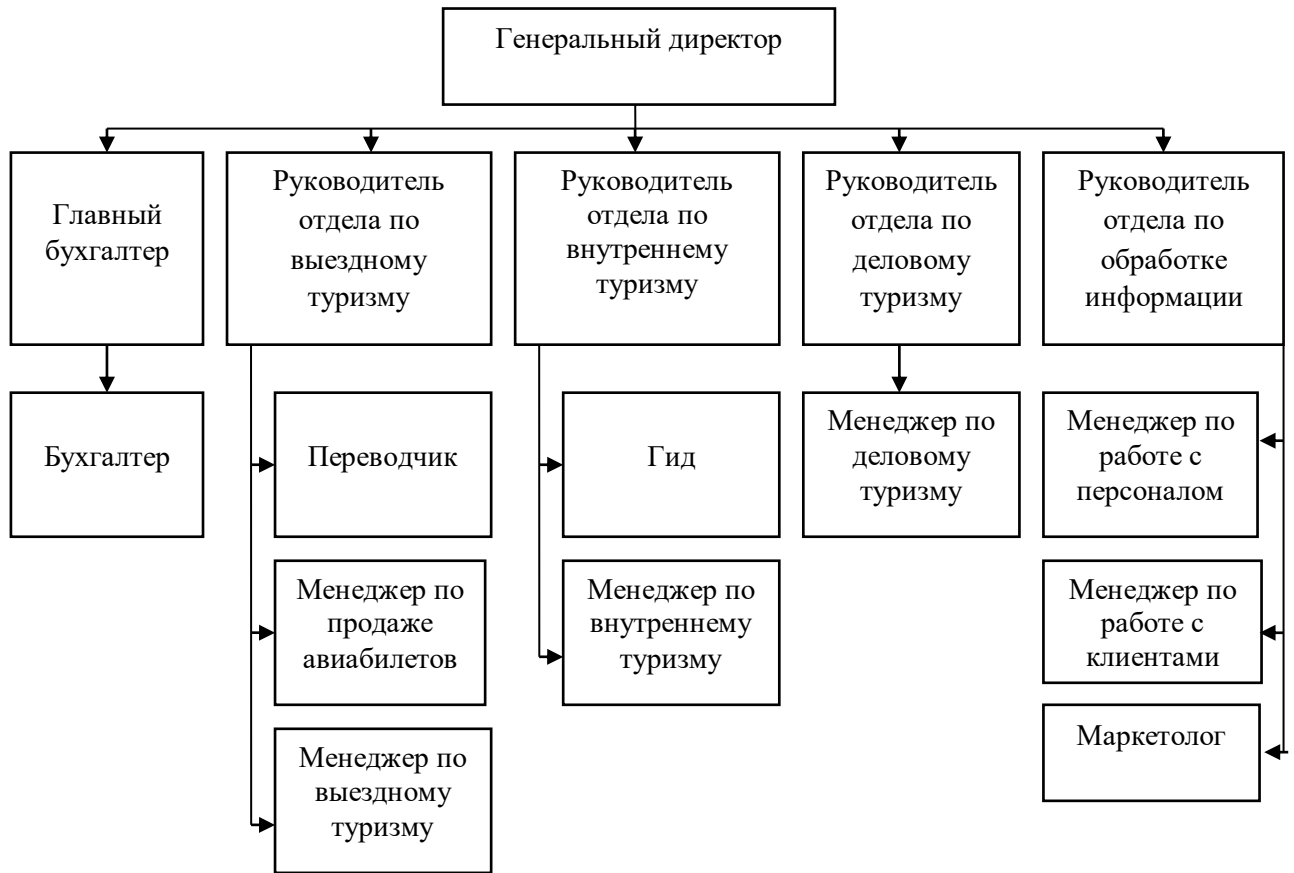 Генеральный директор
Главный
бухгалтер
Руководитель
отдела по
выездному
туризму
Руководитель
отдела по
внутреннему
туризму
Руководитель
отдела по
деловому
туризму
Руководитель
отдела по
обработке
информации
Бухгалтер
Переводчик
Гид
Менеджер по
деловому
туризму
Менеджер по
работе с
персоналом
Менеджер по
продаже
авиабилетов
Менеджер по
внутреннему
туризму
Менеджер по
работе с
клиентами
Менеджер по
выездному
туризму
Маркетолог